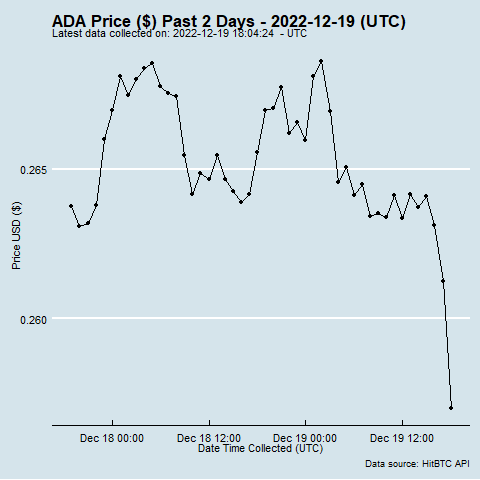 ADA Price ($) Past 2 Days - 2022-12-19 (UTC)
Latest data collected on: 2022-12-19 18:04:24 - UTC
0.265
Price USD ($)
0.260
Dec 18 00:00 Dec 18 12:00 Dec 19 00:00 Dec 19 12:00
Date Time Collected (UTC)
Data source: HitBTC API